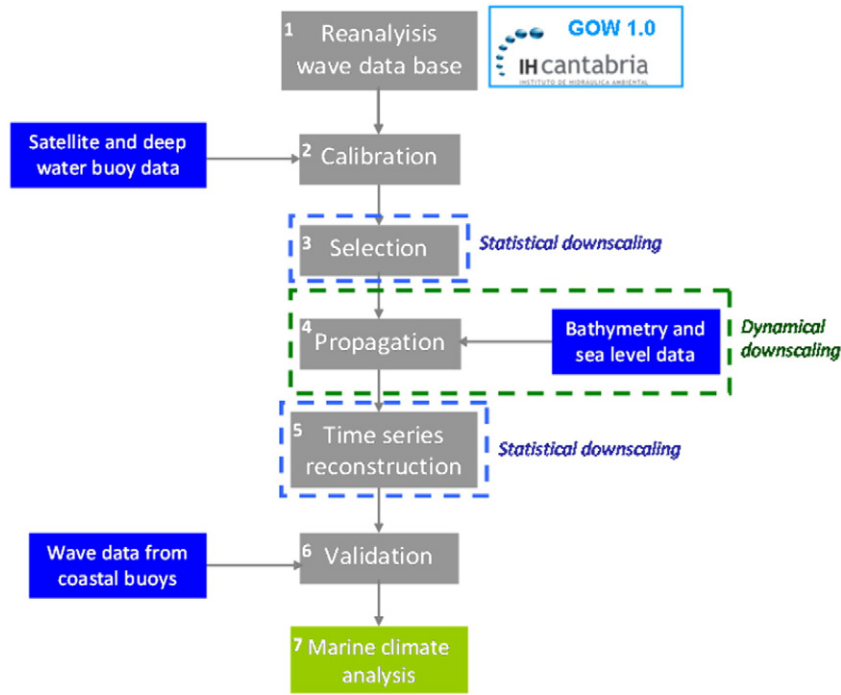 1
Reanalyisis
wave data base
GOW 1.0
IHcantabria
INSTITUTO DE HIDRÁULICA AMBIENTAL
Satellite and deep
water buoy data
2
Calibration
3
Selection
Statistical downscaling
4
Propagation
Bathymetry and
sea level data
Dynamical
downscaling
5
Time series
reconstruction
Statistical downscaling
Wave data from
coastal buoys
6
Validation
7
Marine climate
analysis